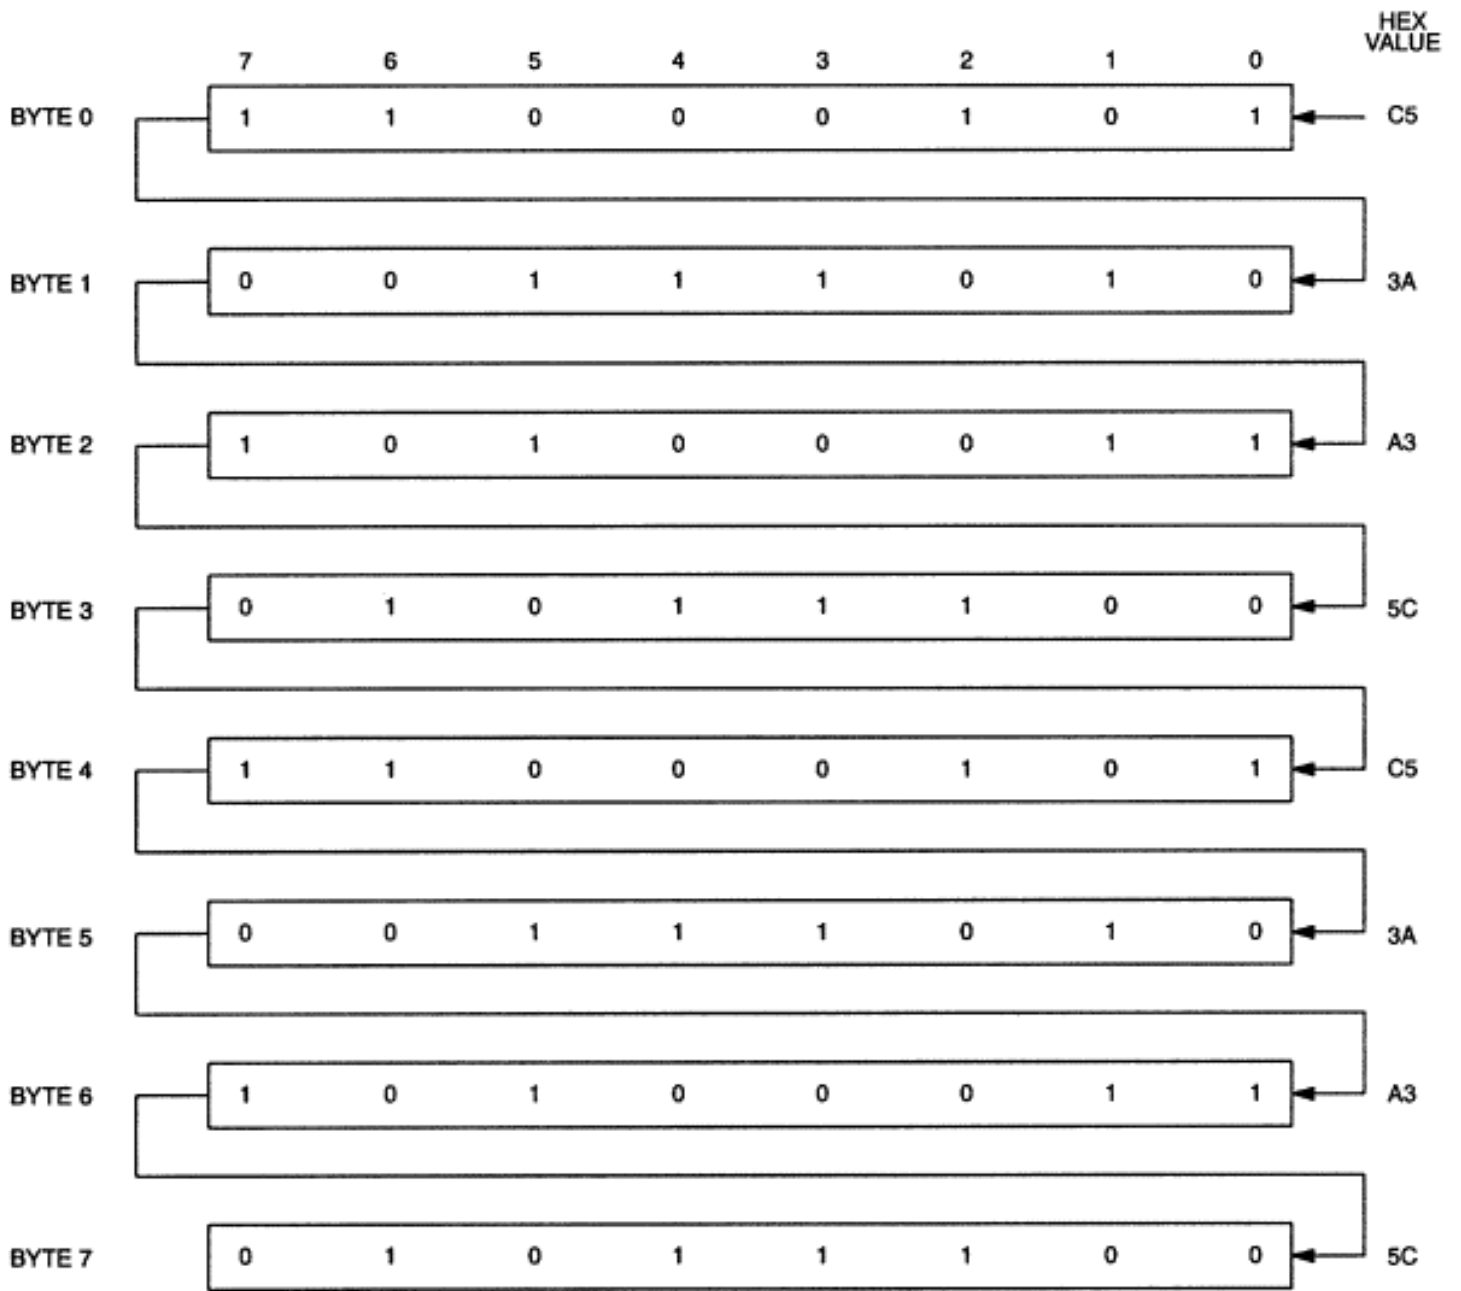 HEX
VALUE
7 6 5 4 3 2 1 0
BYTE 0 1 1 0 0 0 1 0 1 C5
BYTE 1 0 0 1 1 1 0 1 0 3A
BYTE 2 1 0 1 0 0 0 1 1 A3
BYTE 3 0 1 0 1 1 1 0 0 5C
BYTE 4 1 1 0 0 0 1 0 1 C5
BYTE 5 0 0 1 1 1 0 1 0 3A
BYTE 6 1 0 1 0 0 0 1 1 A3
BYTE 7 0 1 0 1 1 1 0 0 5C